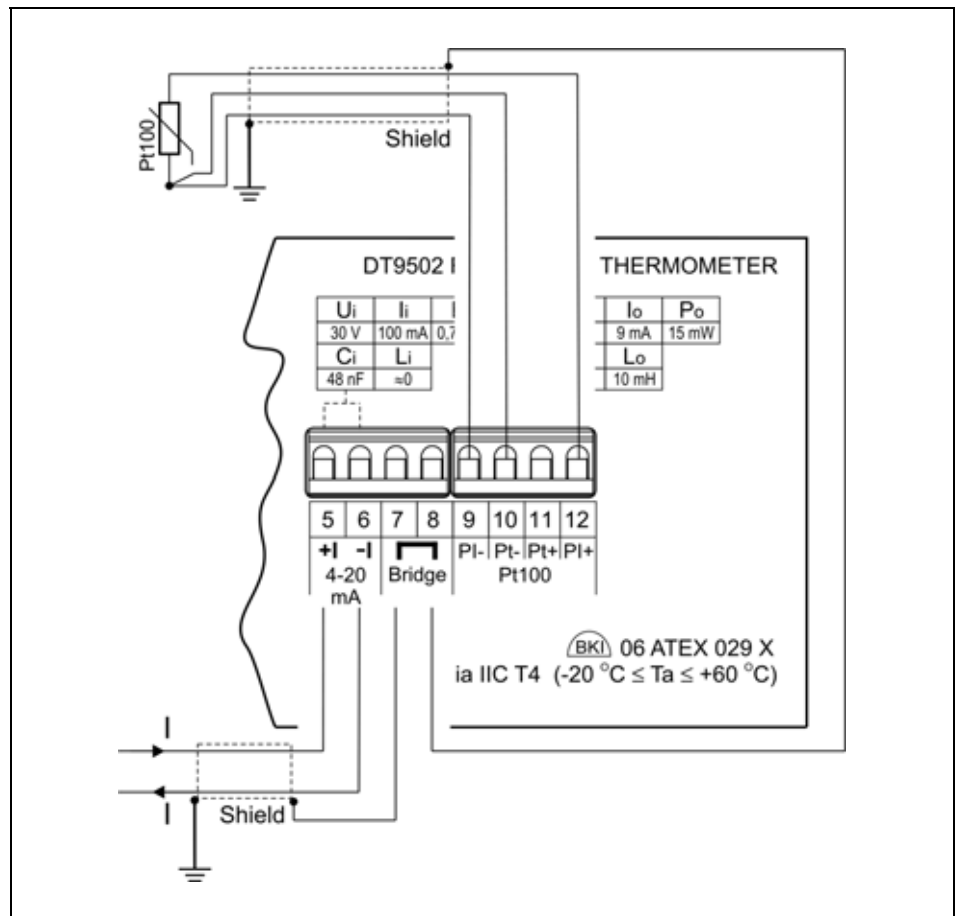 Pt100
Shield
DT9502
THERMOMETER
Ui Ii Io Po
30 V 100 mA 0,7 9 mA 15 mW
Ci Li Lo
48 nF ≈0 10 mH
5 6 7 8 9 10 11 12
+I -I PI- Pt- Pt+ PI+
4-20 Bridge Pt100
mA
BKI 06 ATEX 029 X
ia IIC T4 (-20 °C ≤ Ta ≤ +60 °C)
I
Shield
I